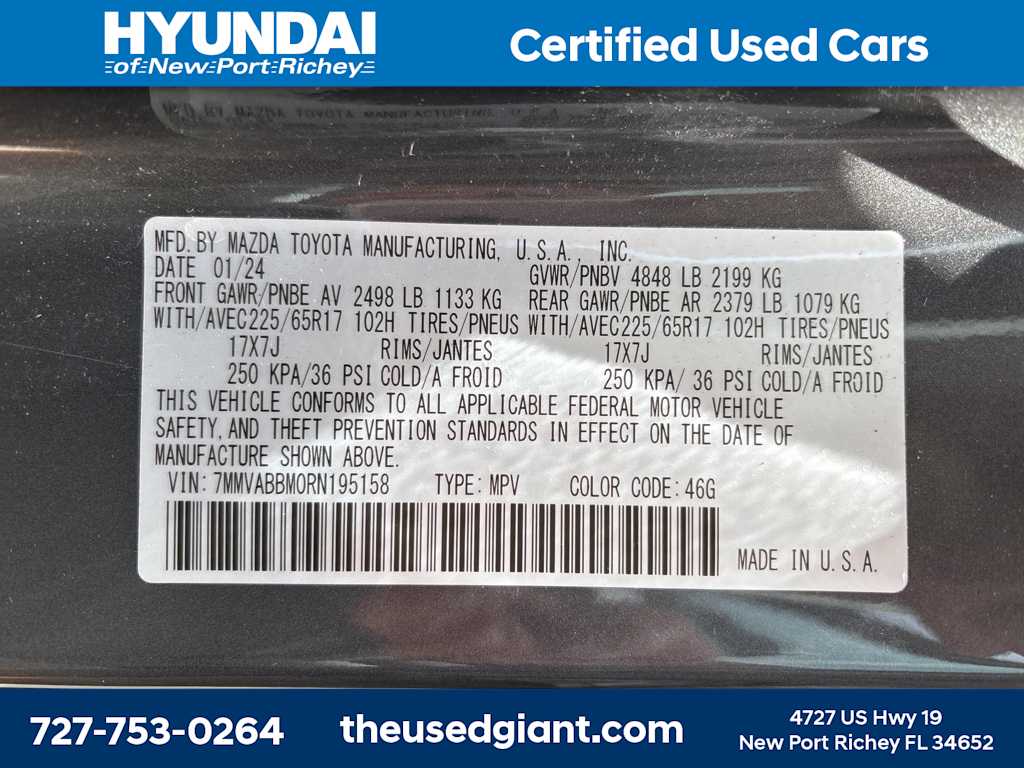 HYUNDAI
of New Port Richey
Certified Used Cars
MAZDA TOYOTA MANUFACTURING, U.S.A.
MFD. BY MAZDA TOYOTA MANUFACTURING, U.S.A., INC.
DATE 01/24 GVWR/PNBV 4848 LB 2199 KG
FRONT GAWR/PNBE AV 2498 LB 1133 KG REAR GAWR/PNBE AR 2379 LB 1079 KG
WITH/AVEC225/65R17 102H TIRES/PNEUS WITH/AVEC225/65R17 102H TIRES/PNEUS
17X7J RIMS/JANTES 17X7J RIMS/JANTES
250 KPA/36 PSI COLD/A FROID 250 KPA/ 36 PSI COLD/A FROID
THIS VEHICLE CONFORMS TO ALL APPLICABLE FEDERAL MOTOR VEHICLE
SAFETY, AND THEFT PREVENTION STANDARDS IN EFFECT ON THE DATE OF
MANUFACTURE SHOWN ABOVE.
VIN: 7MMVABBM0RN195158 TYPE: MPV COLOR CODE: 46G
MADE IN U.S.A.
727-753-0264
theusedgiant.com
4727 US Hwy 19
New Port Richey FL 34652